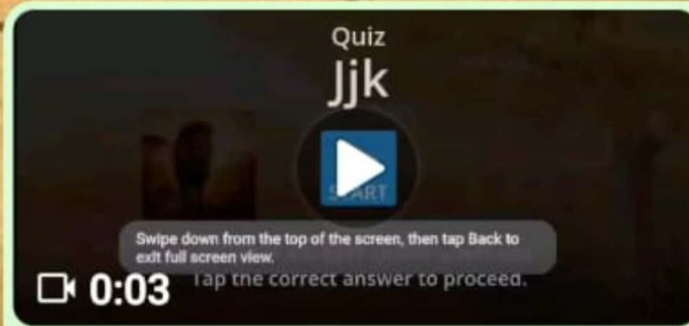 Quiz
Jjk
START
Swipe down from the top of the screen, then tap Back to
exit full screen view.
Tap the correct answer to proceed.
0:03